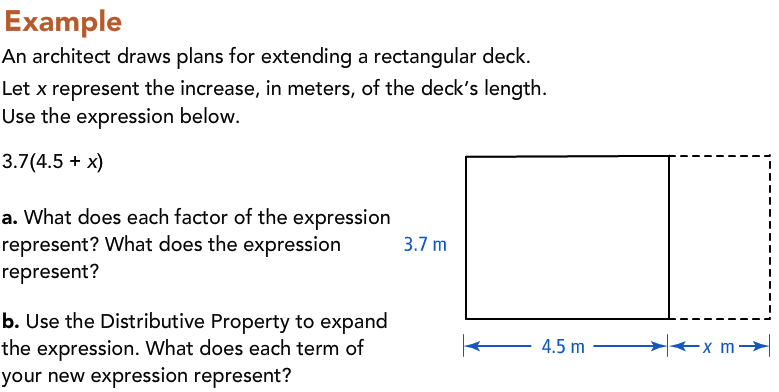 Example
An architect draws plans for extending a rectangular deck.
Let x represent the increase, in meters, of the deck's length.
Use the expression below.
3.7(4.5 + x)
a. What does each factor of the expression
represent? What does the expression
represent?
b. Use the Distributive Property to expand
the expression. What does each term of
your new expression represent?
3.7 m
4.5 m
x m